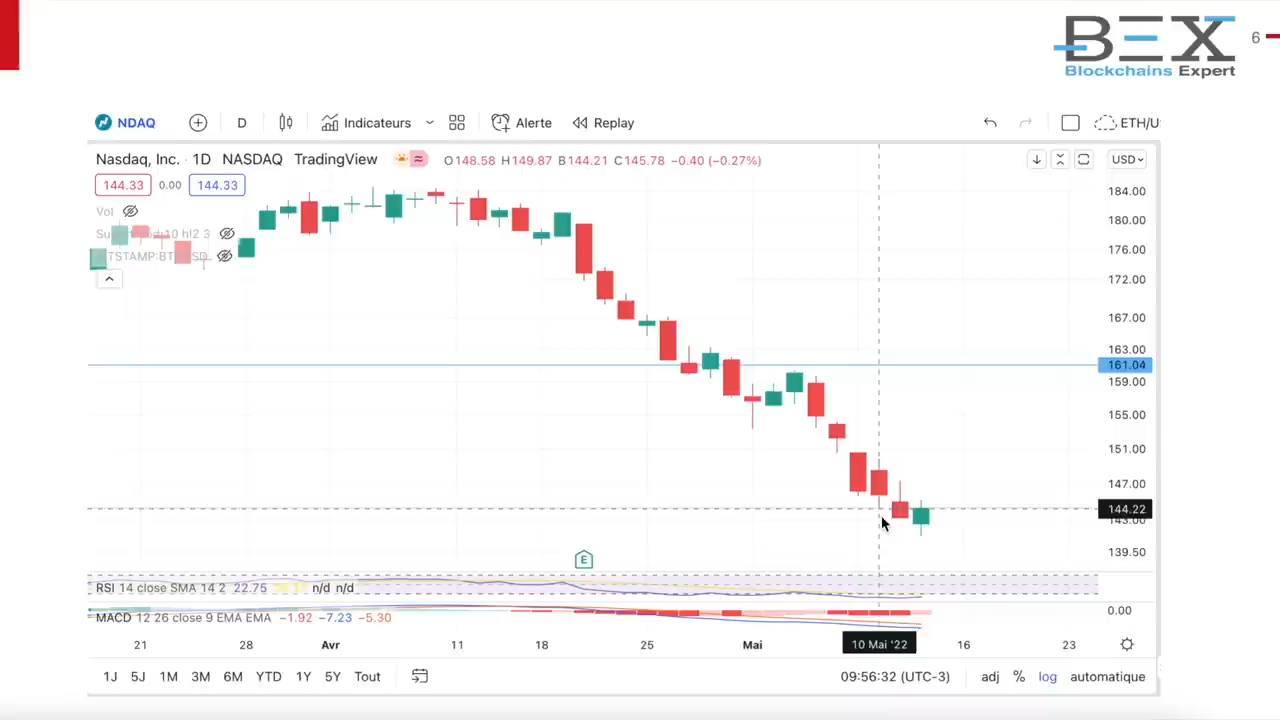 BEX
Blockchains Expert
6
NDAQ D Indicateurs Alerte Replay ETH/U
Nasdaq, Inc. · 1D NASDAQ TradingView O148.58 H149.87 B144.21 C145.78 −0.40 (−0.27%)
USD
144.33 0.00 144.33
Vol
10 hl2 3
TSTAMP:BT
E
184.00
180.00
176.00
172.00
167.00
163.00
161.04
159.00
155.00
151.00
147.00
144.22
143.00
139.50
RSI 14 close SMA 14 2 22.75 n/d n/d
0.00
MACD 12 26 close 9 EMA EMA −1.92 −7.23 −5.30
21 28 Avr 11 18 25 Mai 10 Mai '22 16 23
1J 5J 1M 3M 6M YTD 1Y 5Y Tout 09:56:32 (UTC-3) adj % log automatique